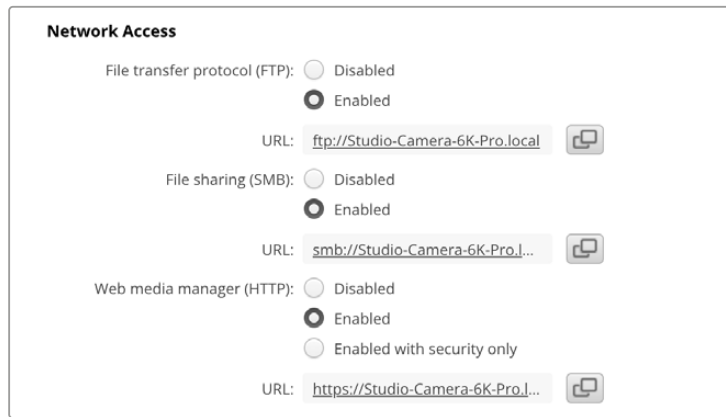 Network Access
File transfer protocol (FTP): Disabled
Enabled
URL: ftp://Studio-Camera-6K-Pro.local
File sharing (SMB): Disabled
Enabled
URL: smb://Studio-Camera-6K-Pro.l...
Web media manager (HTTP): Disabled
Enabled
Enabled with security only
URL: https://Studio-Camera-6K-Pro.l...